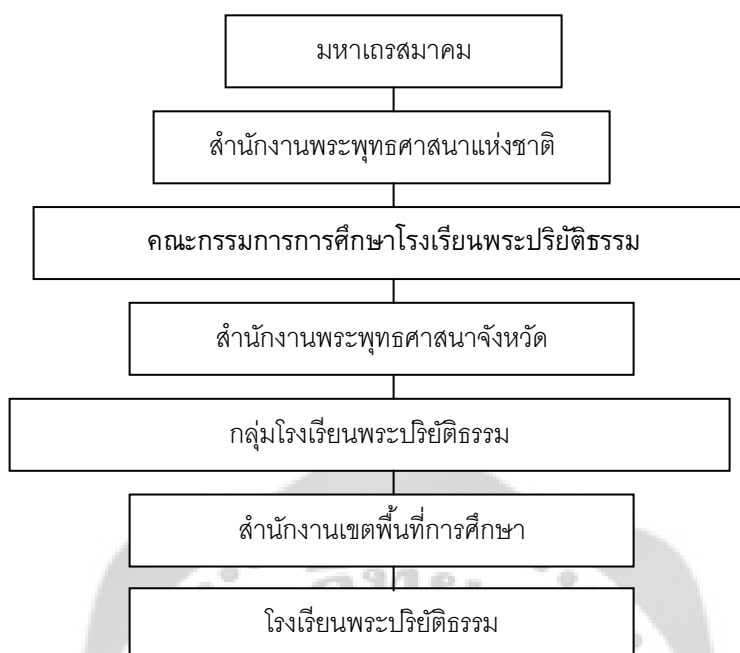 มหาเถรสมาคม
สำนักงานพระพุทธศาสนาแห่งชาติ
คณะกรรมการการศึกษาโรงเรียนพระปริยัติธรรม
สำนักงานพระพุทธศาสนาจังหวัด
กลุ่มโรงเรียนพระปริยัติธรรม
สำนักงานเขตพื้นที่การศึกษา
โรงเรียนพระปริยัติธรรม